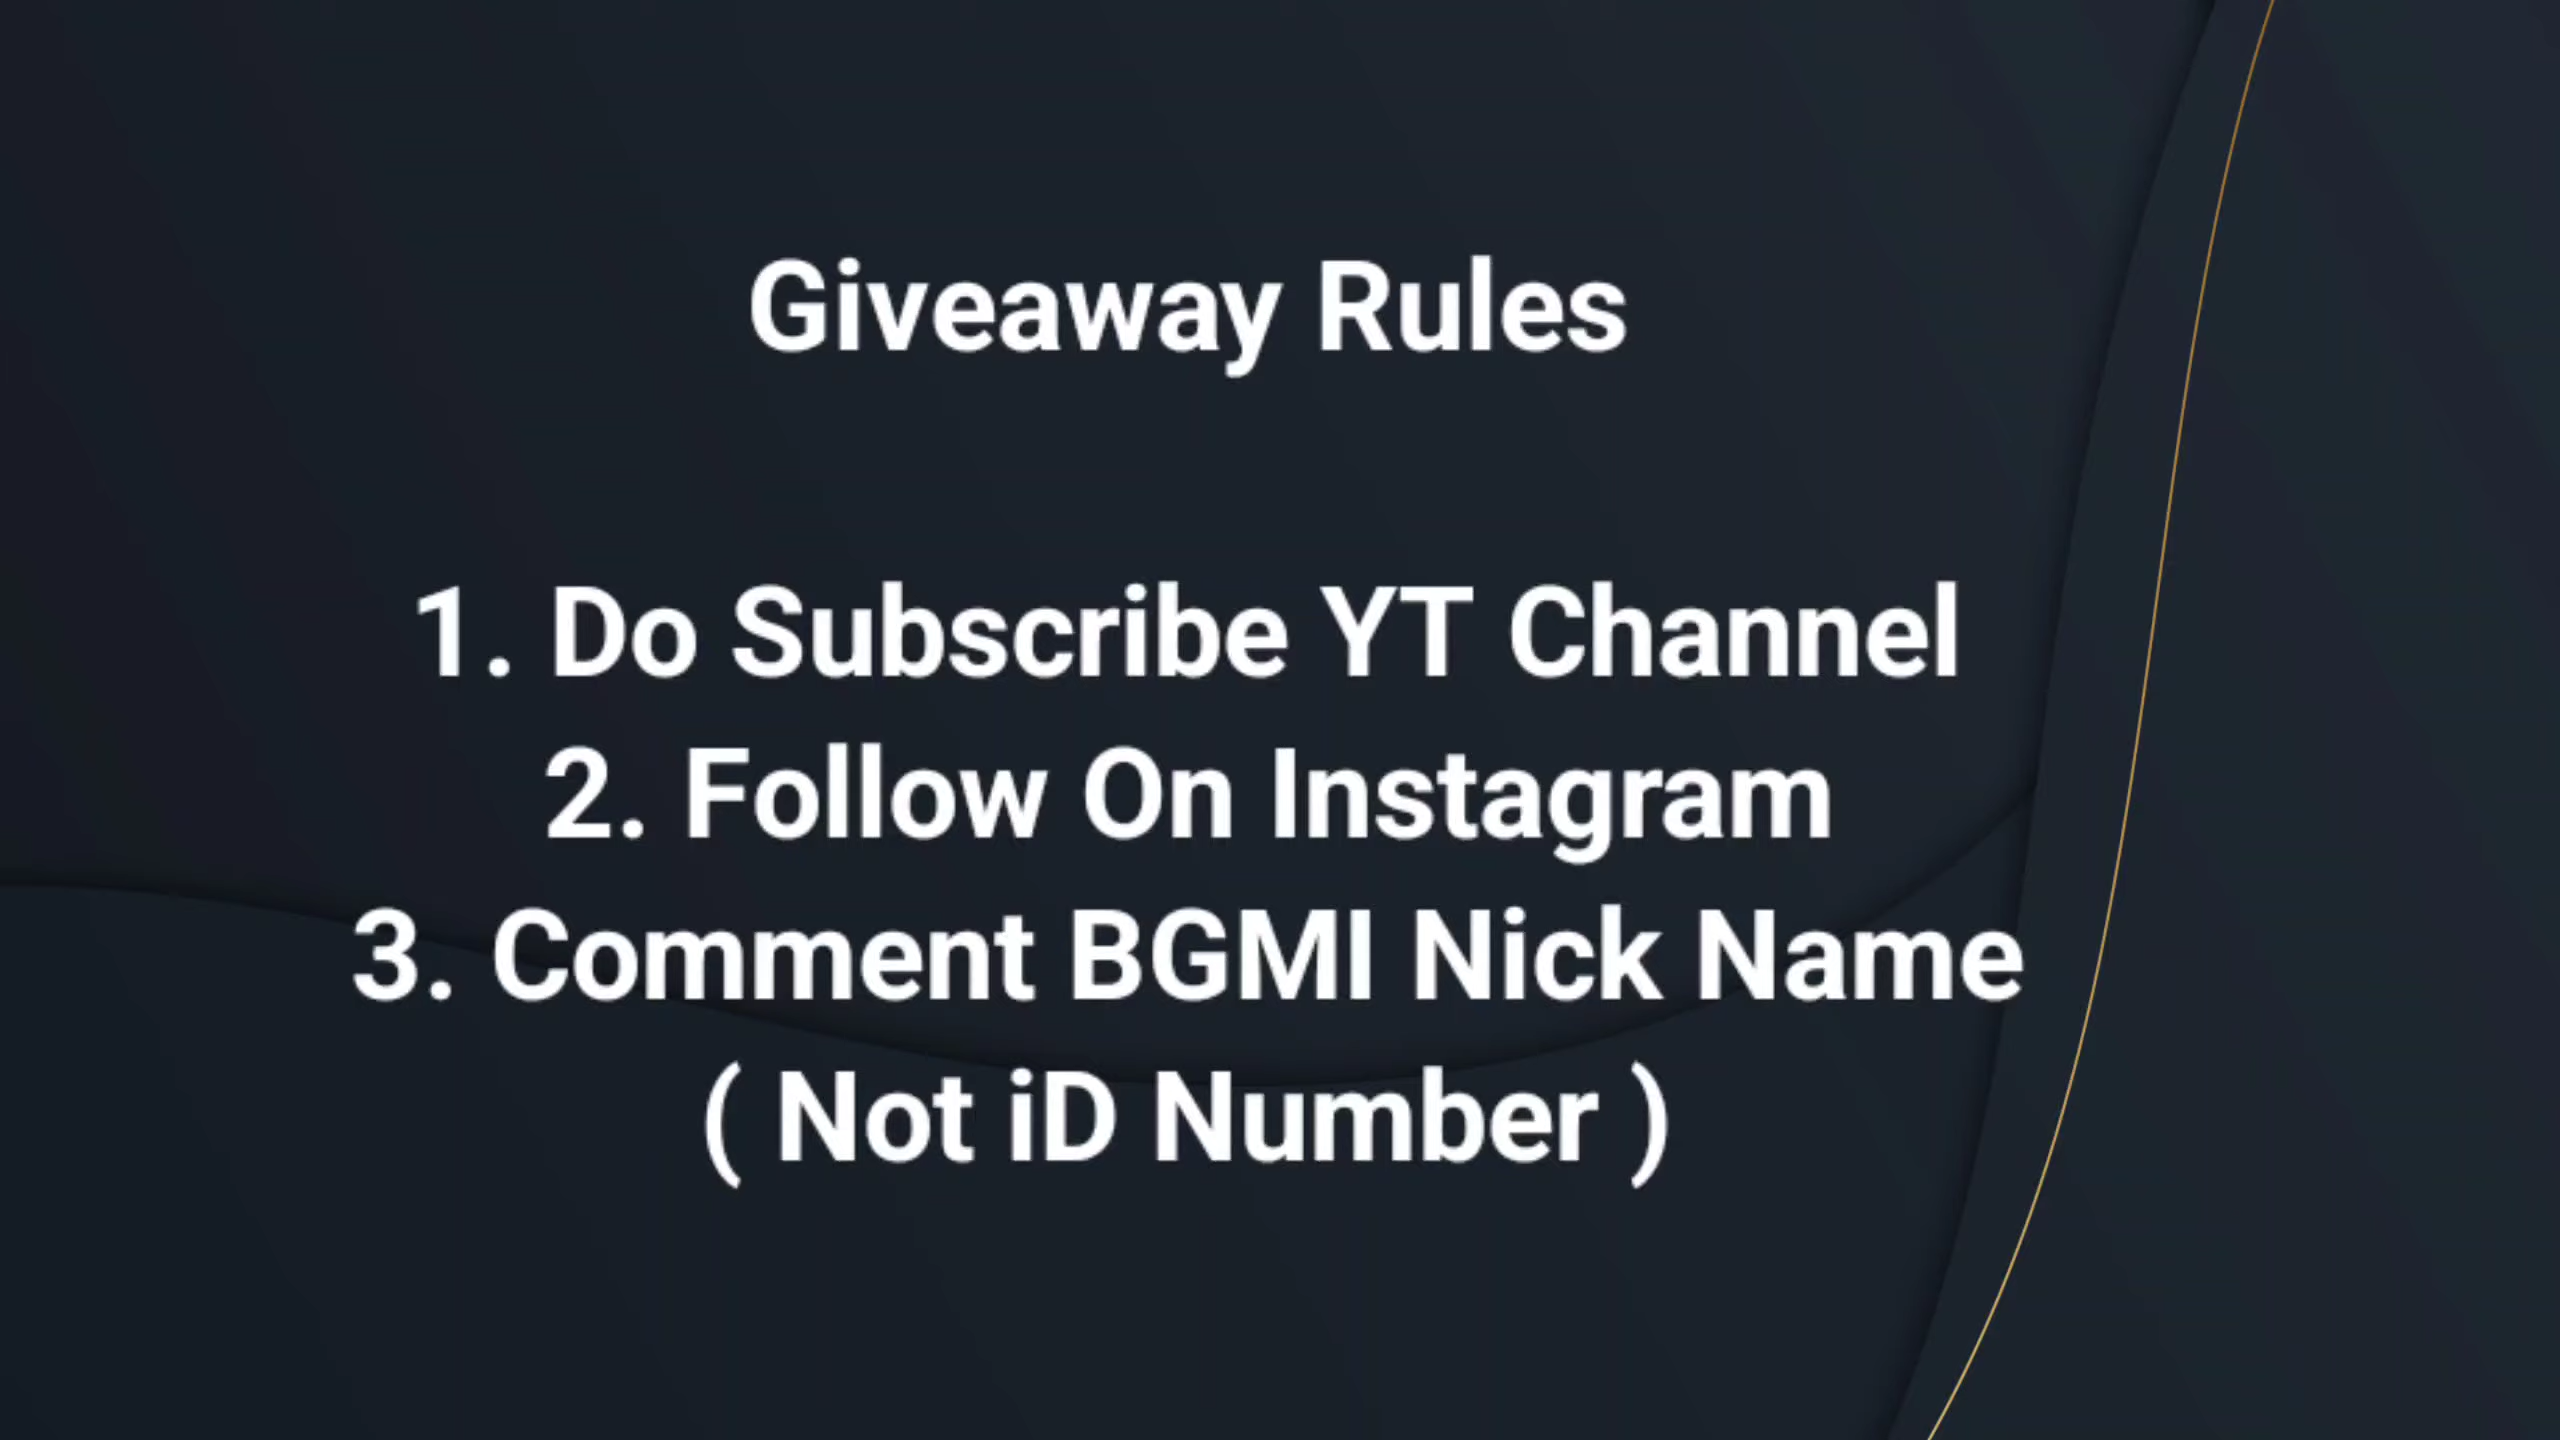 Giveaway Rules
1. Do Subscribe YT Channel
2. Follow On Instagram
3. Comment BGMI Nick Name
( Not iD Number )